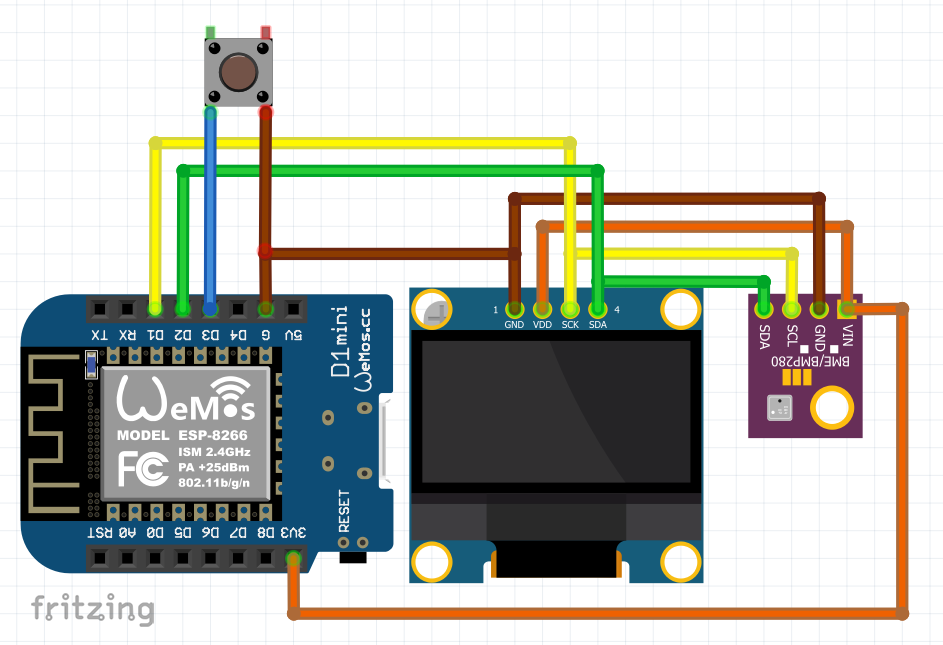 TX RX D1 D2 D3 D4 G 5V
D1 mini
WeMos.cc
WeMos
MODEL ESP-8266
ISM 2.4GHz
PA +25dBm
802.11b/g/n
FC
RESET
RST A0 D0 D5 D6 D7 D8 3V3
1 GND VDD SCK SDA 4
SDA SCL GND VIN
BME/BMP280
fritzing